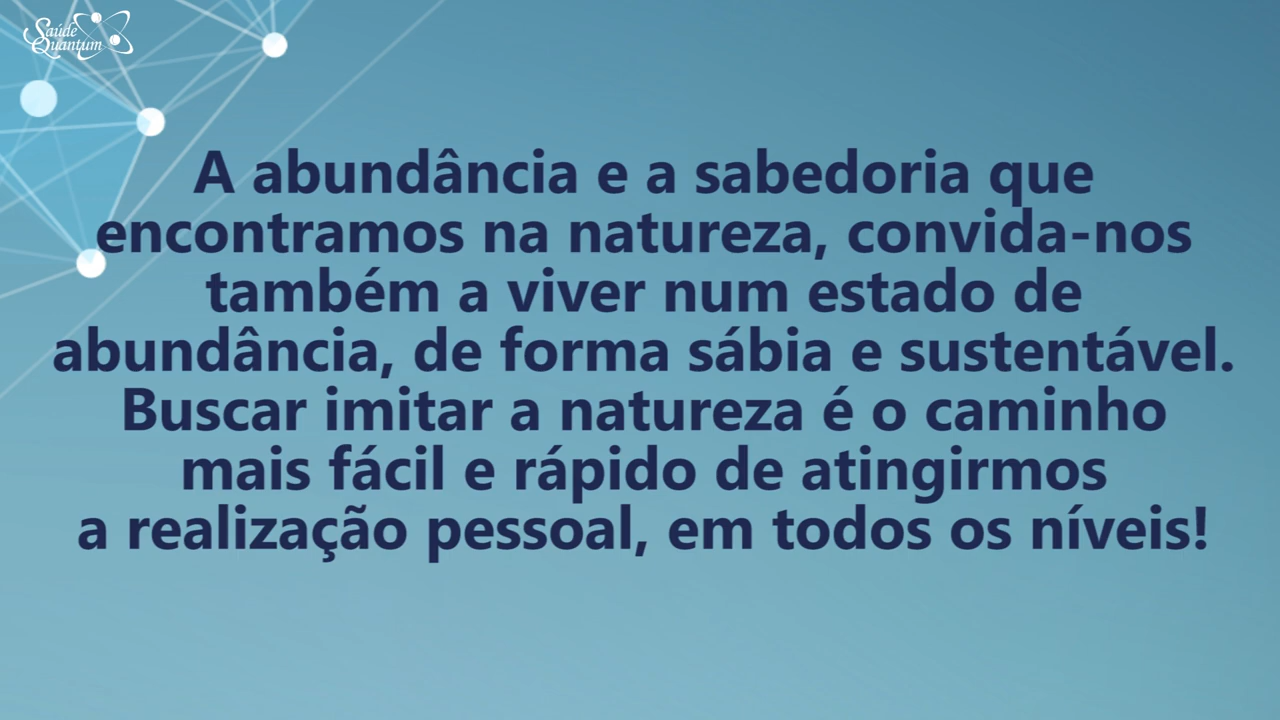 Saúde
Quantum
A abundância e a sabedoria que
encontramos na natureza, convida-nos
também a viver num estado de
abundância, de forma sábia e sustentável.
Buscar imitar a natureza é o caminho
mais fácil e rápido de atingirmos
a realização pessoal, em todos os níveis!